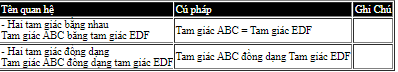 Tên quan hệ
Cú pháp
Ghi Chú
- Hai tam giác bằng nhau
Tam giác ABC bằng tam giác EDF
Tam giác ABC = Tam giác EDF
- Hai tam giác động dạng
Tam giác ABC đồng dạng tam giác EDF
Tam giác ABC đồng dạng Tam giác EDF